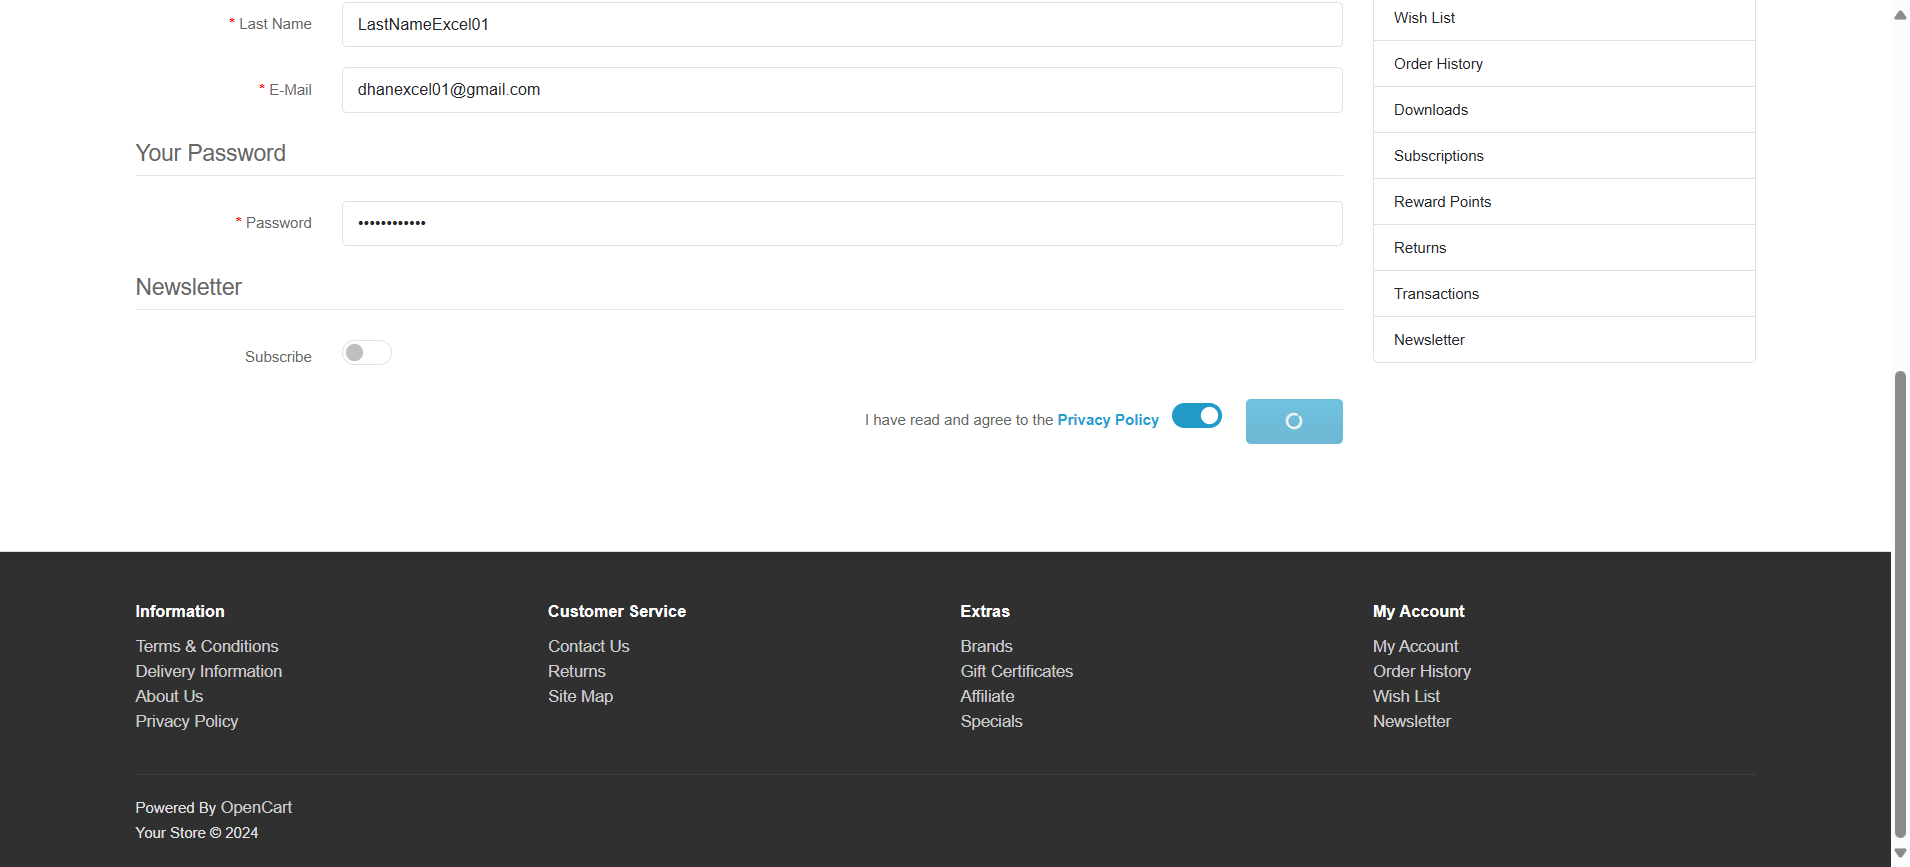 * Last Name
LastNameExcel01
* E-Mail
dhanexcel01@gmail.com
Your Password
* Password
••••••••••••
Newsletter
Subscribe
I have read and agree to the Privacy Policy
Wish List
Order History
Downloads
Subscriptions
Reward Points
Returns
Transactions
Newsletter
Information
Terms & Conditions
Delivery Information
About Us
Privacy Policy
Customer Service
Contact Us
Returns
Site Map
Extras
Brands
Gift Certificates
Affiliate
Specials
My Account
My Account
Order History
Wish List
Newsletter
Powered By OpenCart
Your Store © 2024